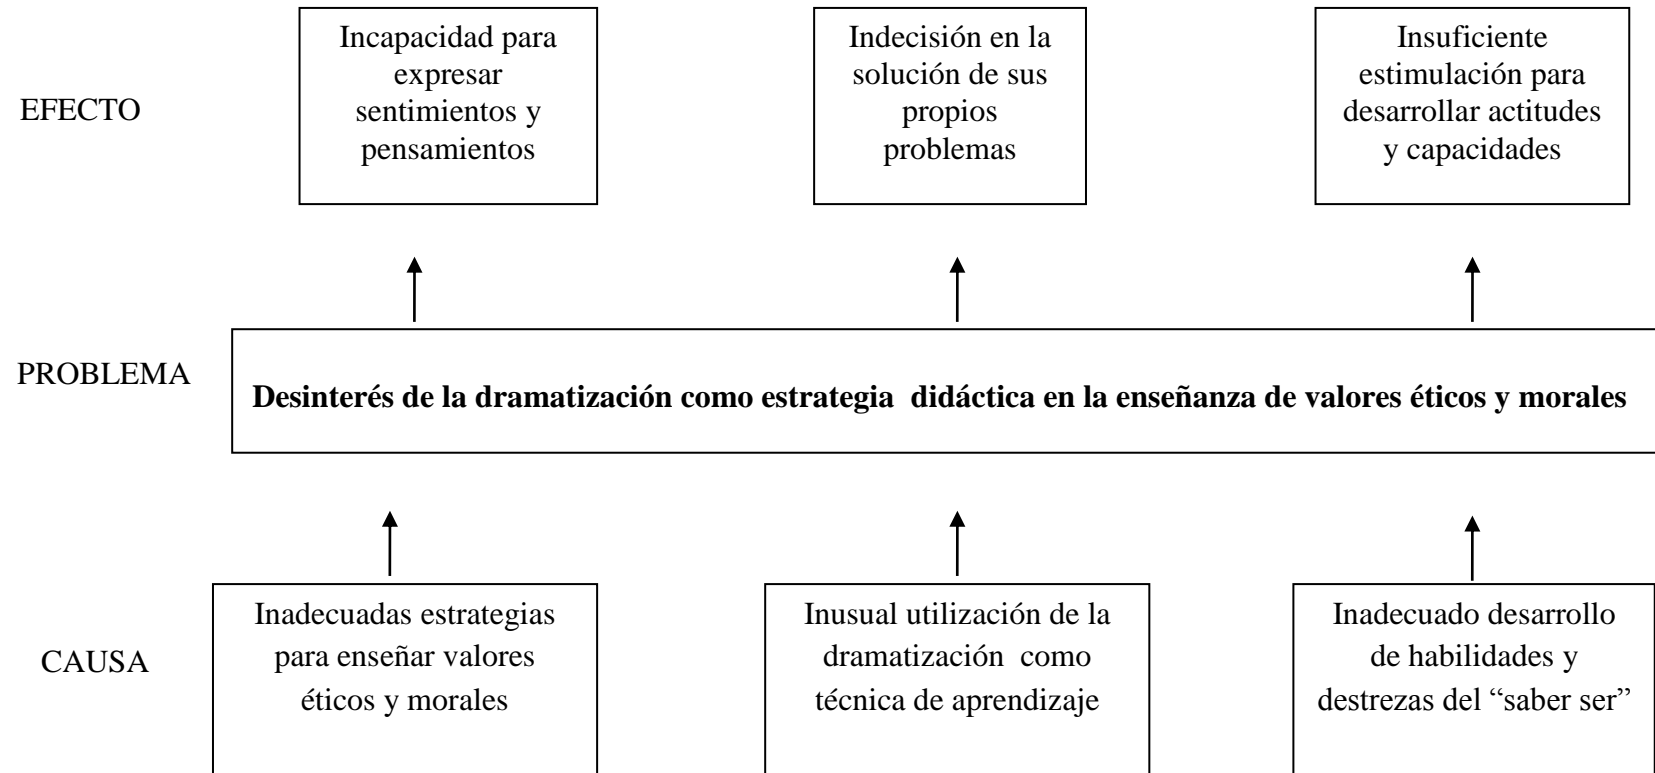 EFECTO
Incapacidad para
expresar
sentimientos y
pensamientos
Indecisión en la
solución de sus
propios
problemas
Insuficiente
estimulación para
desarrollar actitudes
y capacidades
PROBLEMA
Desinterés de la dramatización como estrategia  didáctica en la enseñanza de valores éticos y morales
CAUSA
Inadecuadas estrategias
para enseñar valores
éticos y morales
Inusual utilización de la
dramatización  como
técnica de aprendizaje
Inadecuado desarrollo
de habilidades y
destrezas del “saber ser”